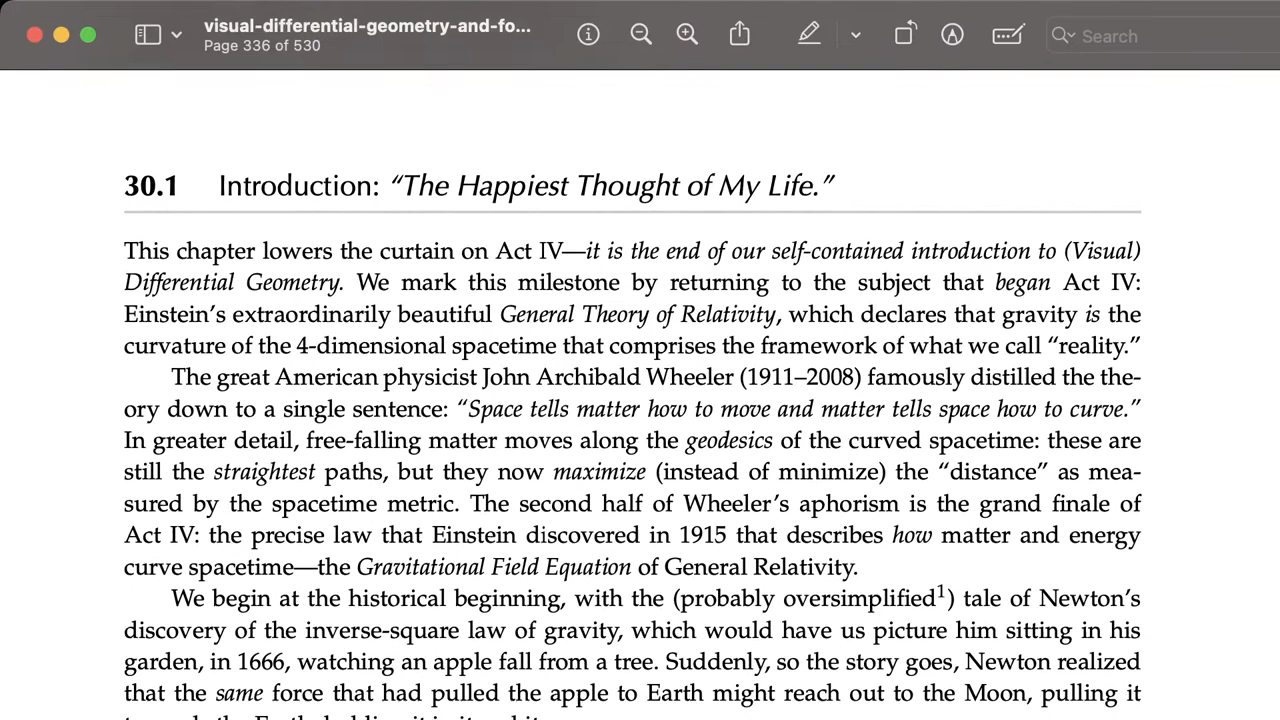 visual-differential-geometry-and-fo...
Page 336 of 530
Search
30.1 Introduction: “The Happiest Thought of My Life.”
This chapter lowers the curtain on Act IV—it is the end of our self-contained introduction to (Visual)
Differential Geometry. We mark this milestone by returning to the subject that began Act IV:
Einstein’s extraordinarily beautiful General Theory of Relativity, which declares that gravity is the
curvature of the 4-dimensional spacetime that comprises the framework of what we call “reality.”
The great American physicist John Archibald Wheeler (1911–2008) famously distilled the the-
ory down to a single sentence: “Space tells matter how to move and matter tells space how to curve.”
In greater detail, free-falling matter moves along the geodesics of the curved spacetime: these are
still the straightest paths, but they now maximize (instead of minimize) the “distance” as mea-
sured by the spacetime metric. The second half of Wheeler’s aphorism is the grand finale of
Act IV: the precise law that Einstein discovered in 1915 that describes how matter and energy
curve spacetime—the Gravitational Field Equation of General Relativity.
We begin at the historical beginning, with the (probably oversimplified¹) tale of Newton’s
discovery of the inverse-square law of gravity, which would have us picture him sitting in his
garden, in 1666, watching an apple fall from a tree. Suddenly, so the story goes, Newton realized
that the same force that had pulled the apple to Earth might reach out to the Moon, pulling it